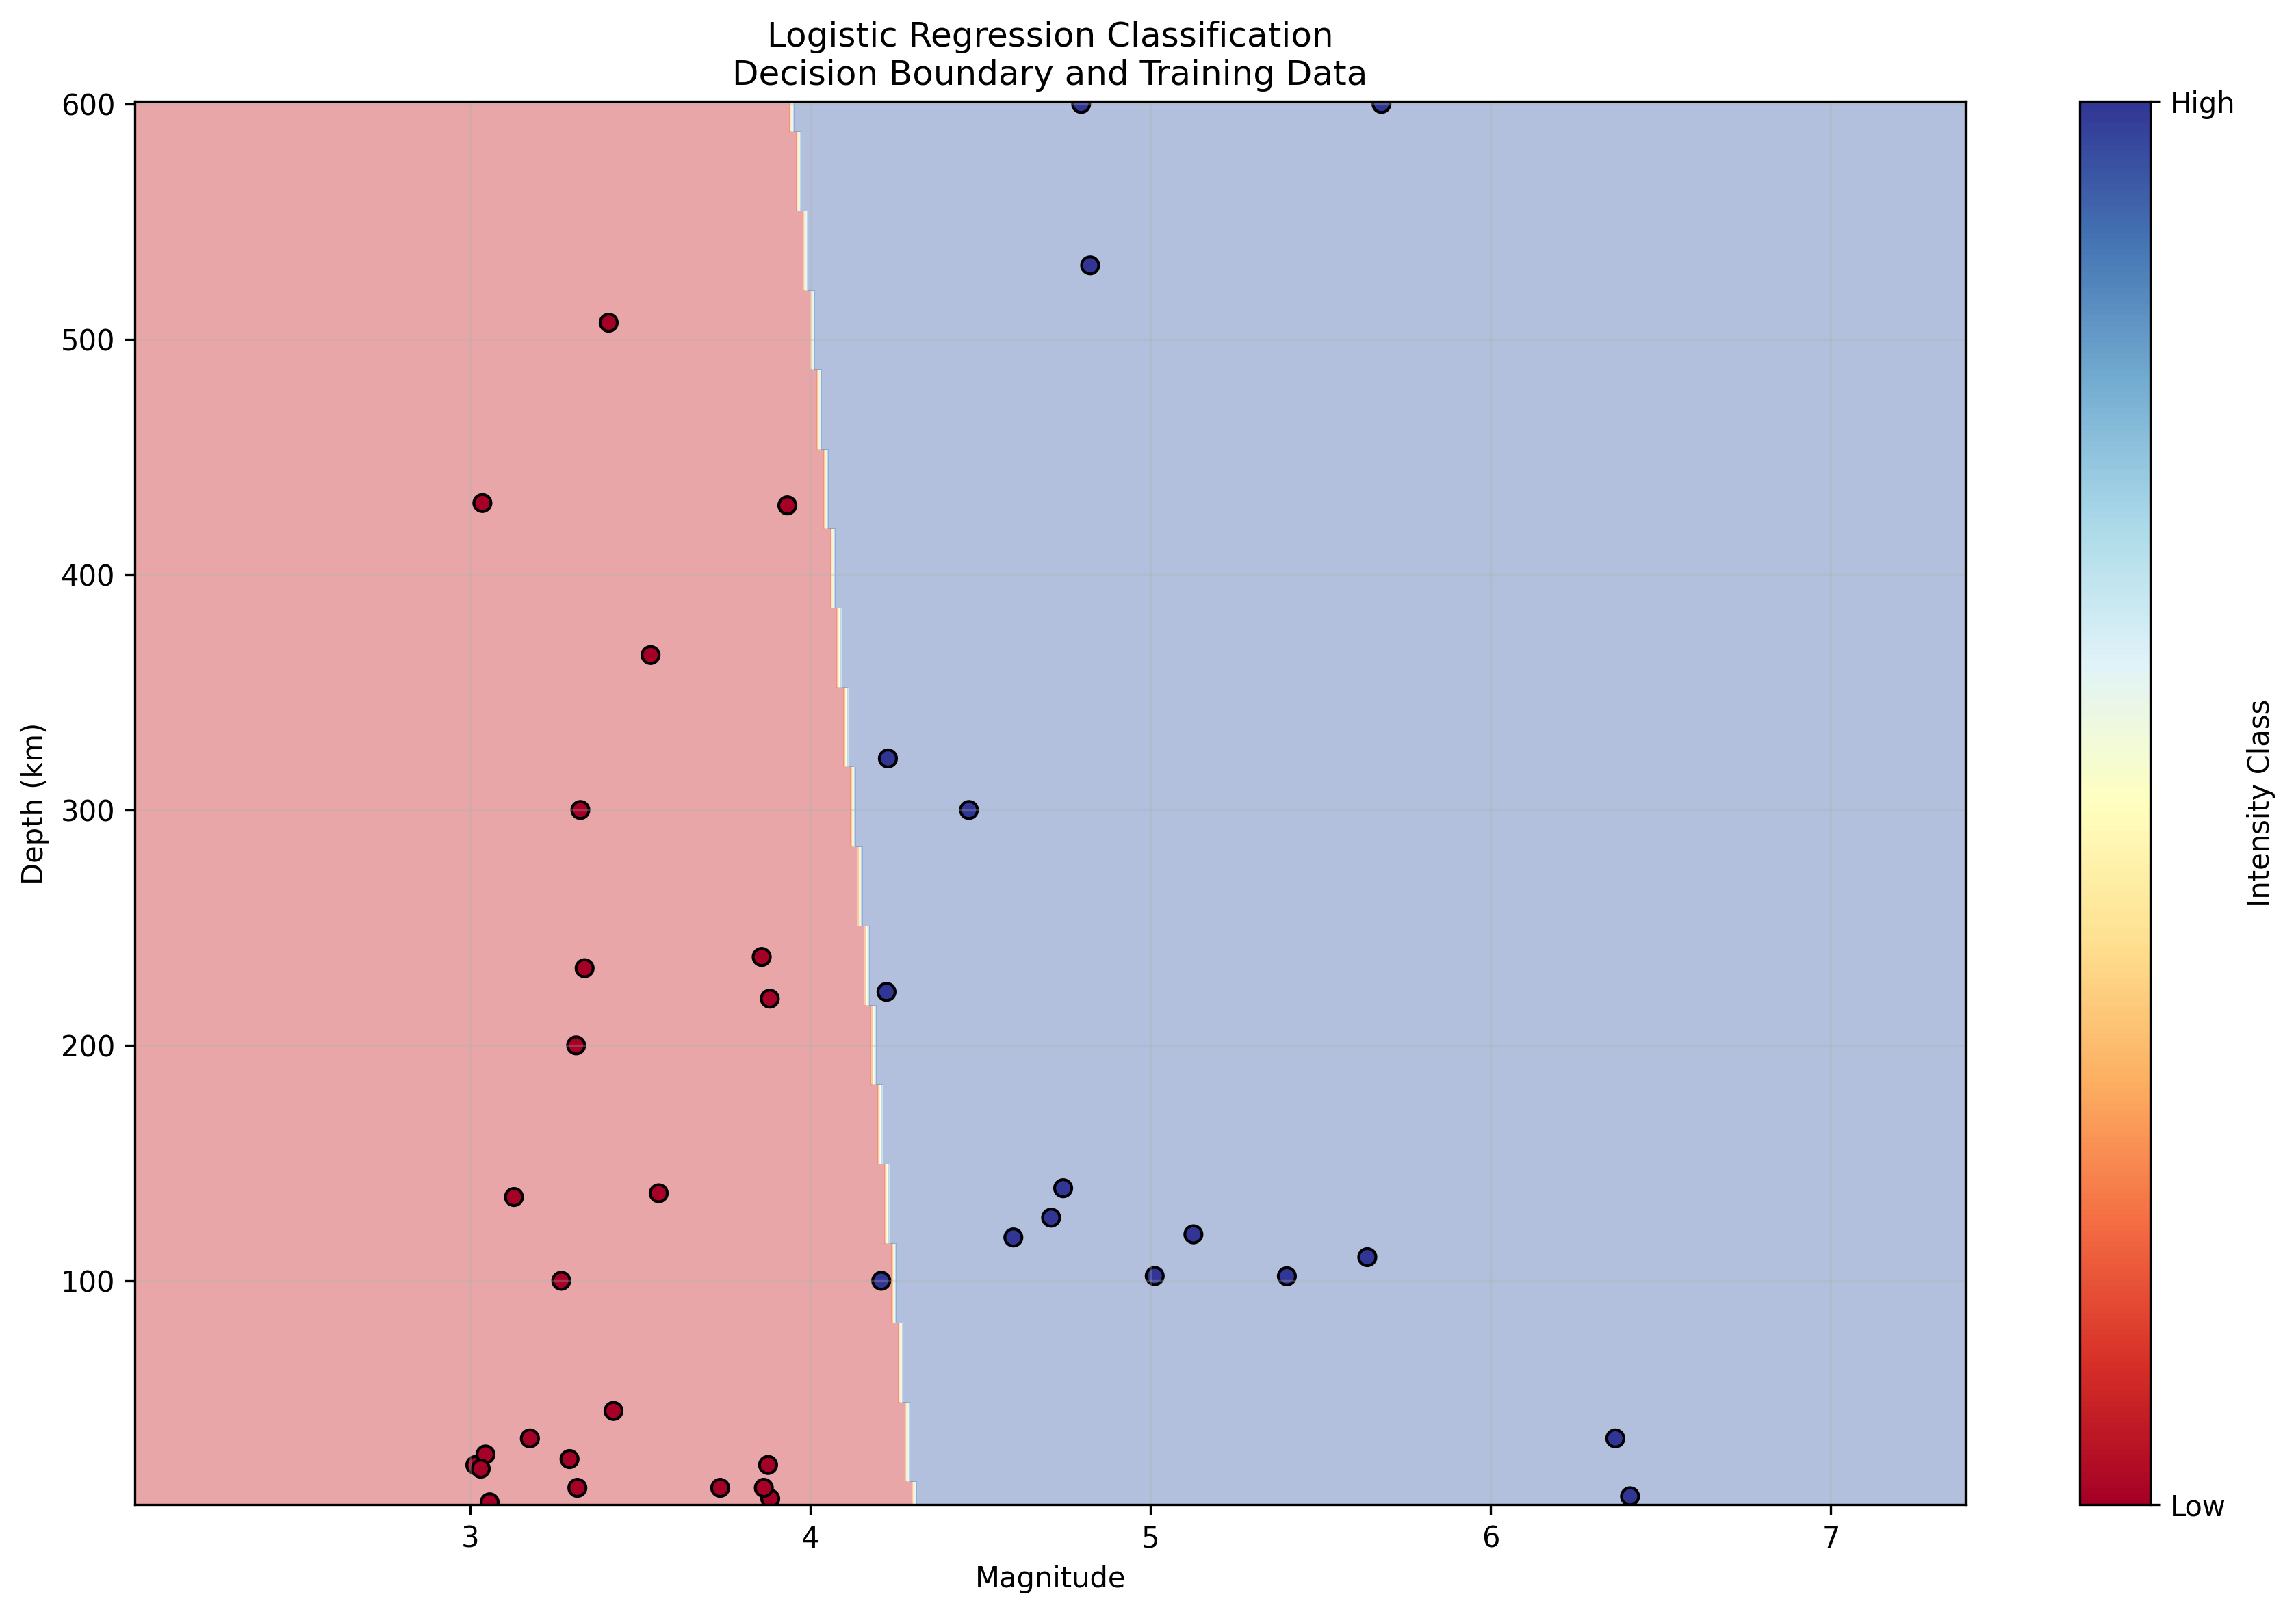 Logistic Regression Classification
Decision Boundary and Training Data
600
500
400
300
200
100
Depth (km)
3
4
5
6
7
Magnitude
High
Low
Intensity Class